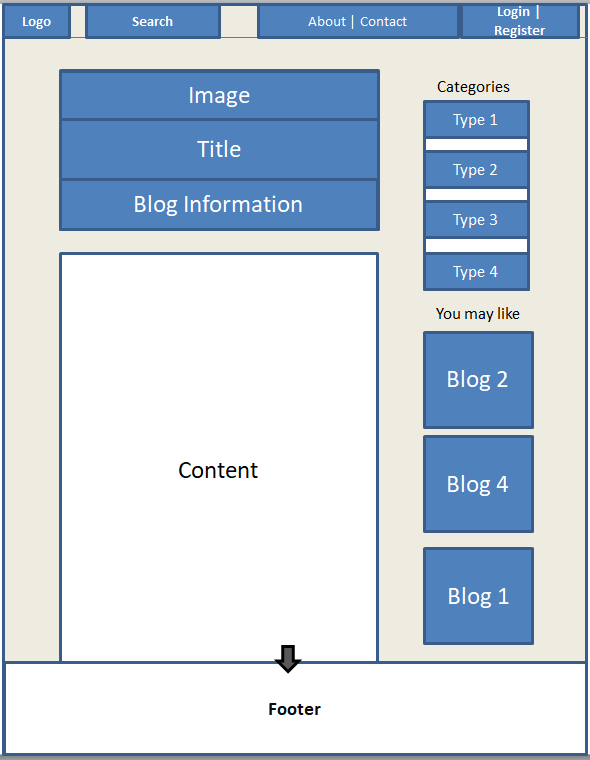 Logo
Search
About | Contact
Login |
Register
Image
Title
Blog Information
Content
Categories
Type 1
Type 2
Type 3
Type 4
You may like
Blog 2
Blog 4
Blog 1
Footer